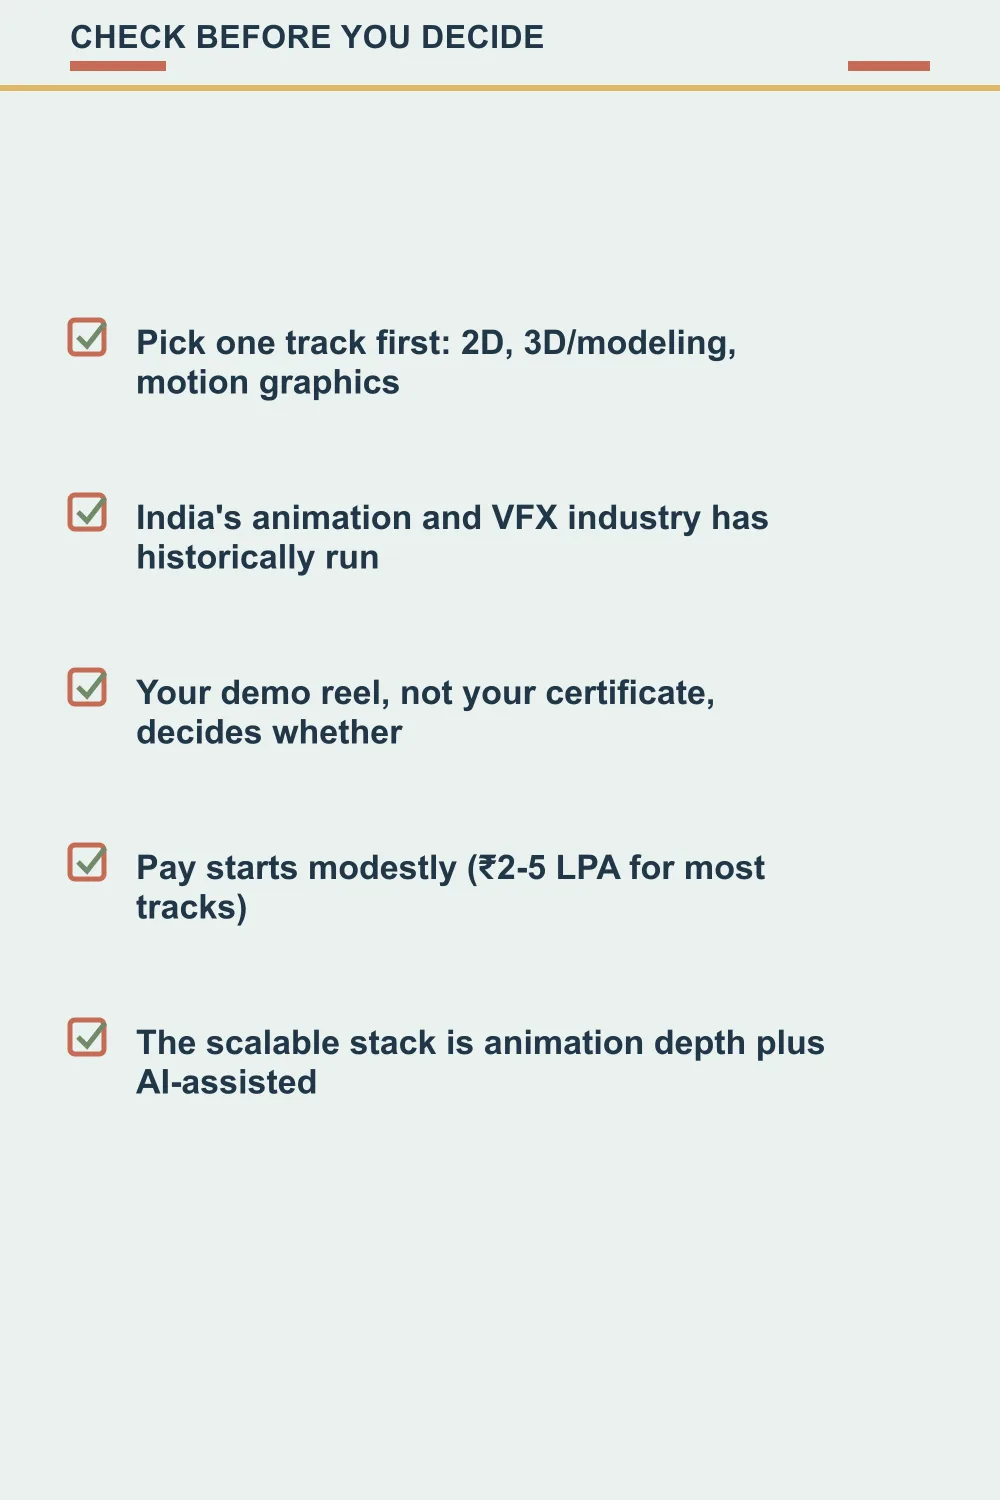 CHECK BEFORE YOU DECIDE
Pick one track first: 2D, 3D/modeling,
motion graphics
India's animation and VFX industry has
historically run
Your demo reel, not your certificate,
decides whether
Pay starts modestly (₹2-5 LPA for most
tracks)
The scalable stack is animation depth plus
AI-assisted